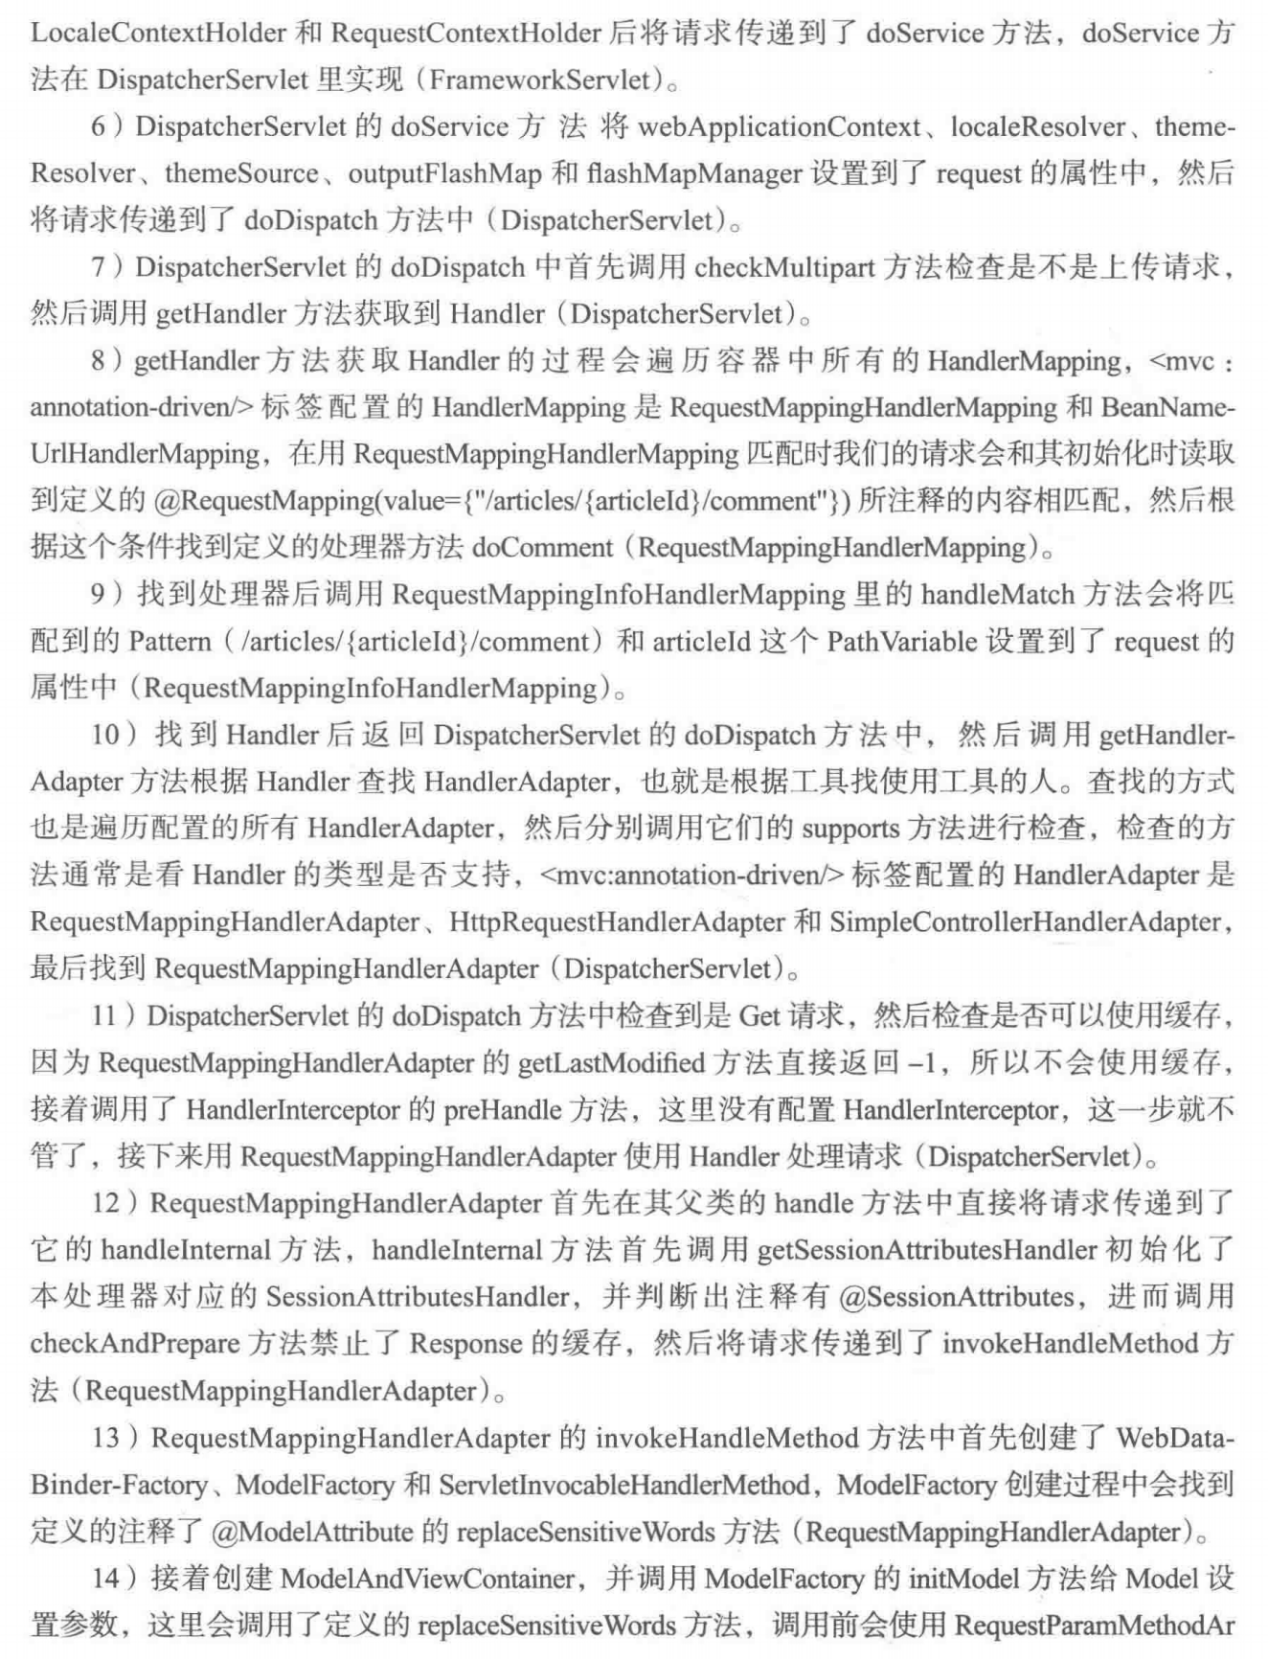 LocaleContextHolder 和 RequestContextHolder 后将请求传递到了 doService 方法，doService 方
法在 DispatcherServlet 里实现（FrameworkServlet）。
6）DispatcherServlet 的 doService 方 法 将 webApplicationContext、localeResolver、theme-
Resolver、themeSource、outputFlashMap 和 flashMapManager 设置到了 request 的属性中，然后
将请求传递到了 doDispatch 方法中（DispatcherServlet）。
7）DispatcherServlet 的 doDispatch 中首先调用 checkMultipart 方法检查是不是上传请求，
然后调用 getHandler 方法获取到 Handler（DispatcherServlet）。
8）getHandler 方法获取 Handler 的过程会遍历容器中所有的 HandlerMapping，<mvc：
annotation-driven/> 标签配置的 HandlerMapping 是 RequestMappingHandlerMapping 和 BeanName-
UrlHandlerMapping，在用 RequestMappingHandlerMapping 匹配时我们的请求会和其初始化时读取
到定义的 @RequestMapping(value={"/articles/{articleId}/comment"}) 所注释的内容相匹配，然后根
据这个条件找到定义的处理器方法 doComment（RequestMappingHandlerMapping）。
9）找到处理器后调用 RequestMappingInfoHandlerMapping 里的 handleMatch 方法会将匹
配到的 Pattern（/articles/{articleId}/comment）和 articleId 这个 PathVariable 设置到了 request 的
属性中（RequestMappingInfoHandlerMapping）。
10）找到 Handler 后返回 DispatcherServlet 的 doDispatch 方法中，然后调用 getHandler-
Adapter 方法根据 Handler 查找 HandlerAdapter，也就是根据工具找使用工具的人。查找的方式
也是遍历配置的所有 HandlerAdapter，然后分别调用它们的 supports 方法进行检查，检查的方
法通常是看 Handler 的类型是否支持，<mvc:annotation-driven/> 标签配置的 HandlerAdapter 是
RequestMappingHandlerAdapter、HttpRequestHandlerAdapter 和 SimpleControllerHandlerAdapter，
最后找到 RequestMappingHandlerAdapter（DispatcherServlet）。
11）DispatcherServlet 的 doDispatch 方法中检查到是 Get 请求，然后检查是否可以使用缓存，
因为 RequestMappingHandlerAdapter 的 getLastModified 方法直接返回 –1，所以不会使用缓存，
接着调用了 HandlerInterceptor 的 preHandle 方法，这里没有配置 HandlerInterceptor，这一步就不
管了，接下来用 RequestMappingHandlerAdapter 使用 Handler 处理请求（DispatcherServlet）。
12）RequestMappingHandlerAdapter 首先在其父类的 handle 方法中直接将请求传递到了
它的 handleInternal 方法，handleInternal 方法首先调用 getSessionAttributesHandler 初始化了
本处理器对应的 SessionAttributesHandler，并判断出注释有 @SessionAttributes，进而调用
checkAndPrepare 方法禁止了 Response 的缓存，然后将请求传递到了 invokeHandleMethod 方
法（RequestMappingHandlerAdapter）。
13）RequestMappingHandlerAdapter 的 invokeHandleMethod 方法中首先创建了 WebData-
Binder-Factory、ModelFactory 和 ServletInvocableHandlerMethod，ModelFactory 创建过程中会找到
定义的注释了 @ModelAttribute 的 replaceSensitiveWords 方法（RequestMappingHandlerAdapter）。
14）接着创建 ModelAndViewContainer，并调用 ModelFactory 的 initModel 方法给 Model 设
置参数，这里会调用了定义的 replaceSensitiveWords 方法，调用前会使用 RequestParamMethodAr